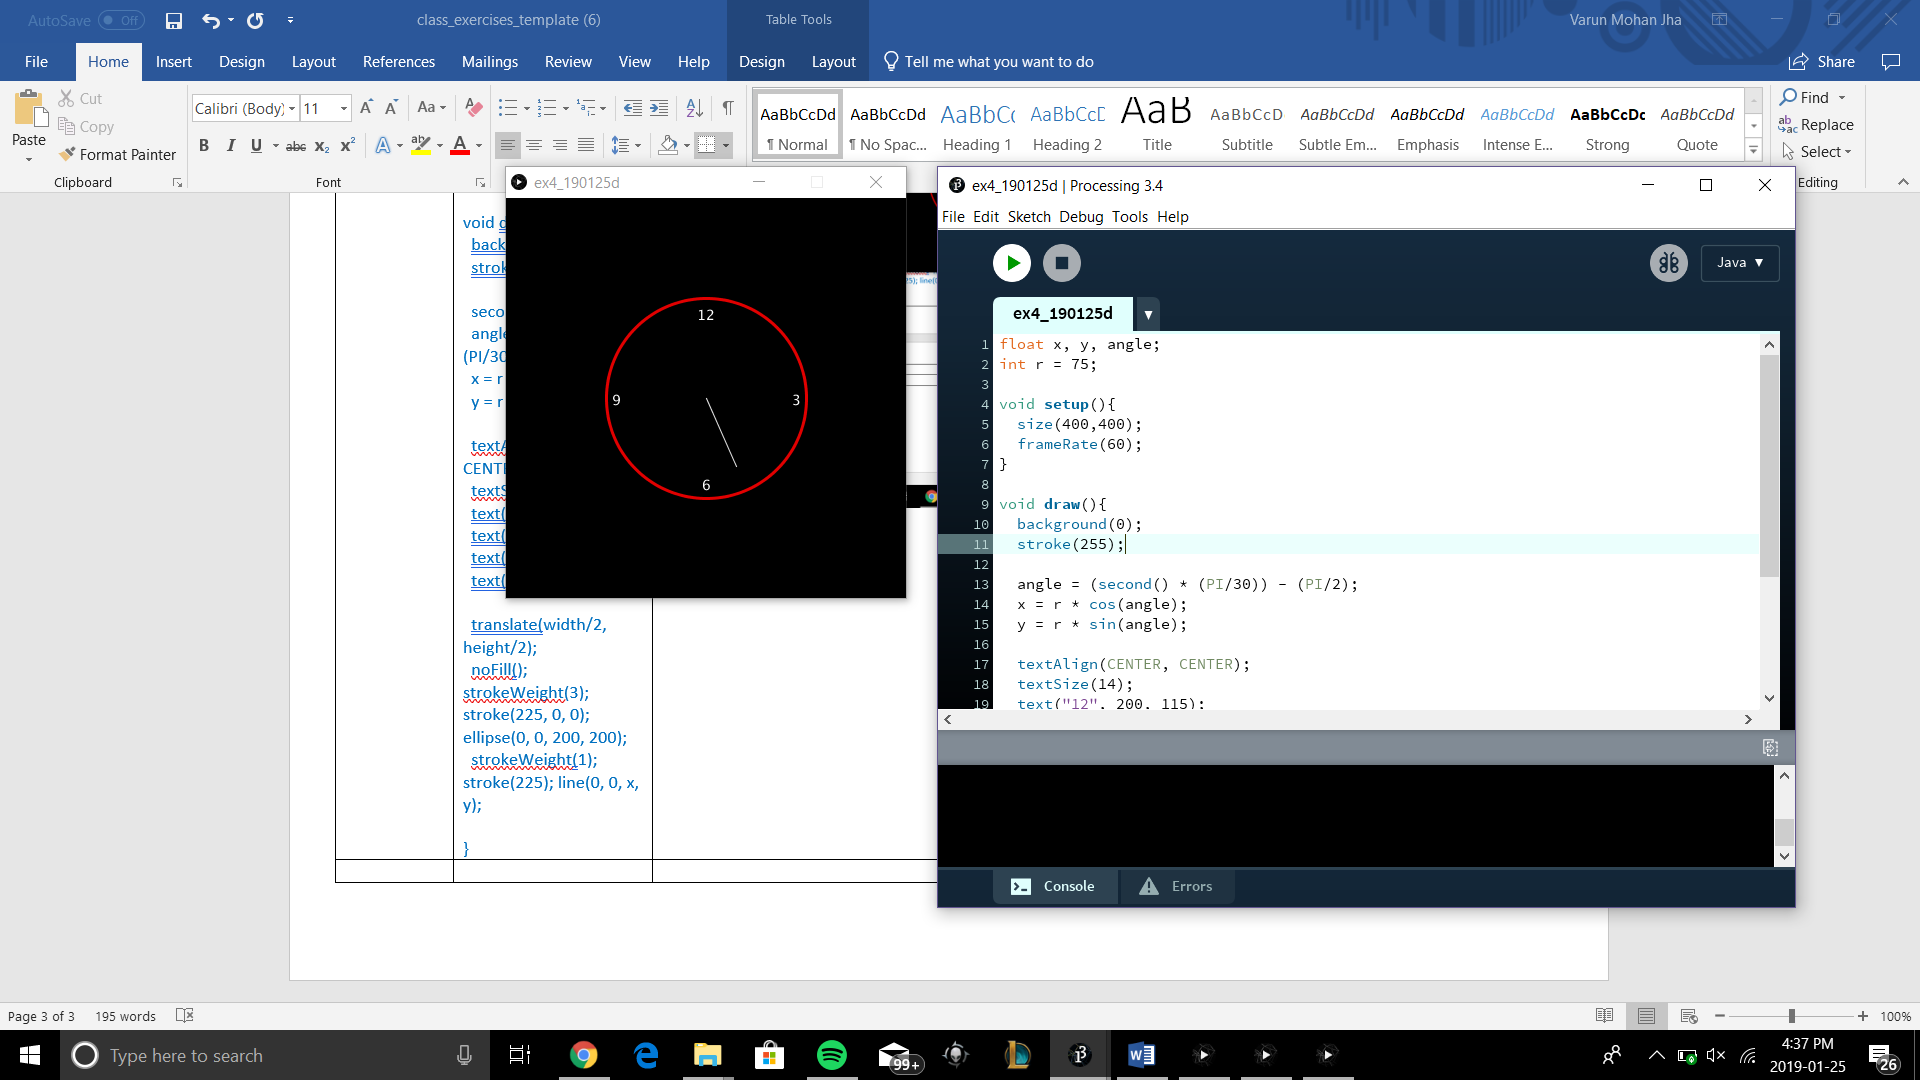 AutoSave Off
class_exercises_template (6)
Table Tools
Varun Mohan Jha
File Home Insert Design Layout References Mailings Review View Help Design Layout Tell me what you want to do Share
Paste
Cut
Copy
Format Painter
Clipboard
Calibri (Body) 11
Font
AaBbCcDd
¶ Normal
AaBbCcDd
¶ No Spac...
AaBbC
Heading 1
AaBbCcD
Heading 2
AaB
Title
AaBbCcD
Subtitle
AaBbCcDd
Subtle Em...
AaBbCcDd
Emphasis
AaBbCcDd
Intense E...
AaBbCcDc
Strong
AaBbCcDd
Quote
Find
Replace
Select
Editing
void
back
strok
seco
angle
(PI/30
x = r
y = r
textA
CENTE
textS
text(
text(
text(
text(
translate(width/2,
height/2);
noFill();
strokeWeight(3);
stroke(225, 0, 0);
ellipse(0, 0, 200, 200);
strokeWeight(1);
stroke(225); line(0, 0, x,
y);
}
ex4_190125d
12
9
3
6
ex4_190125d | Processing 3.4
File Edit Sketch Debug Tools Help
Java
ex4_190125d
1 float x, y, angle;
2 int r = 75;
3
4 void setup(){
5 size(400,400);
6 frameRate(60);
7 }
8
9 void draw(){
10 background(0);
11 stroke(255);
12
13 angle = (second() * (PI/30)) - (PI/2);
14 x = r * cos(angle);
15 y = r * sin(angle);
16
17 textAlign(CENTER, CENTER);
18 textSize(14);
19 text("12", 200, 115);
Console
Errors
Page 3 of 3 195 words
100%
Type here to search
99+
4:37 PM
2019-01-25
26